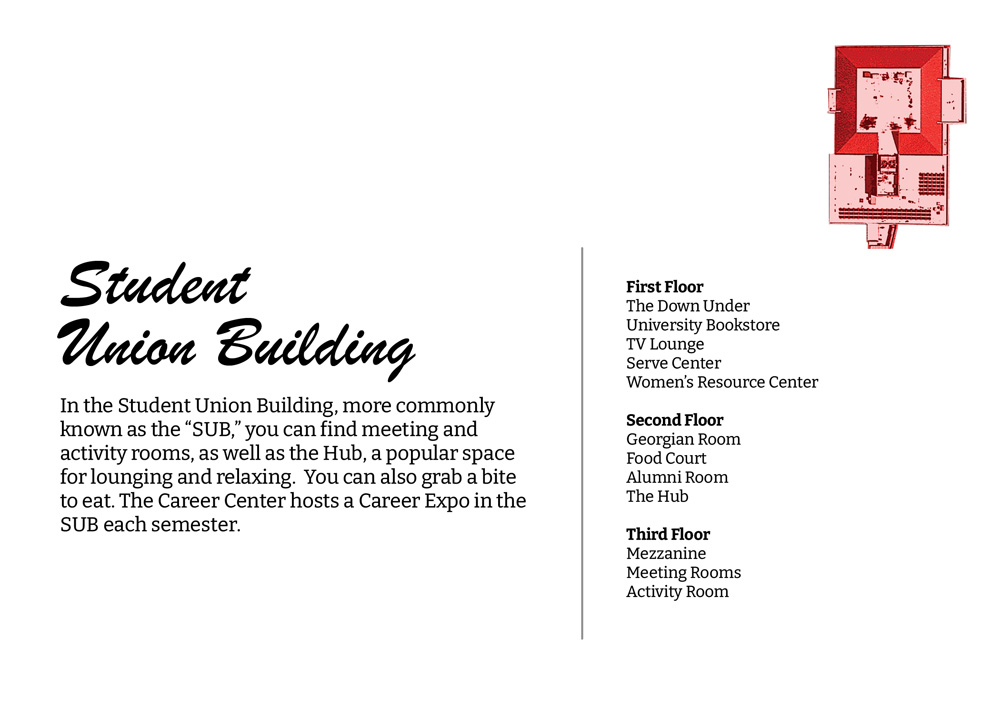 Student
Union Building
In the Student Union Building, more commonly
known as the “SUB,” you can find meeting and
activity rooms, as well as the Hub, a popular space
for lounging and relaxing.  You can also grab a bite
to eat. The Career Center hosts a Career Expo in the
SUB each semester.
First Floor
The Down Under
University Bookstore
TV Lounge
Serve Center
Women’s Resource Center
Second Floor
Georgian Room
Food Court
Alumni Room
The Hub
Third Floor
Mezzanine
Meeting Rooms
Activity Room